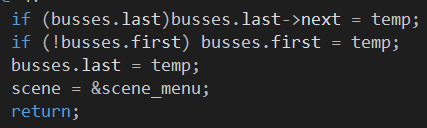 if (busses.last)busses.last->next = temp;
if (!busses.first) busses.first = temp;
busses.last = temp;
scene = &scene_menu;
return;